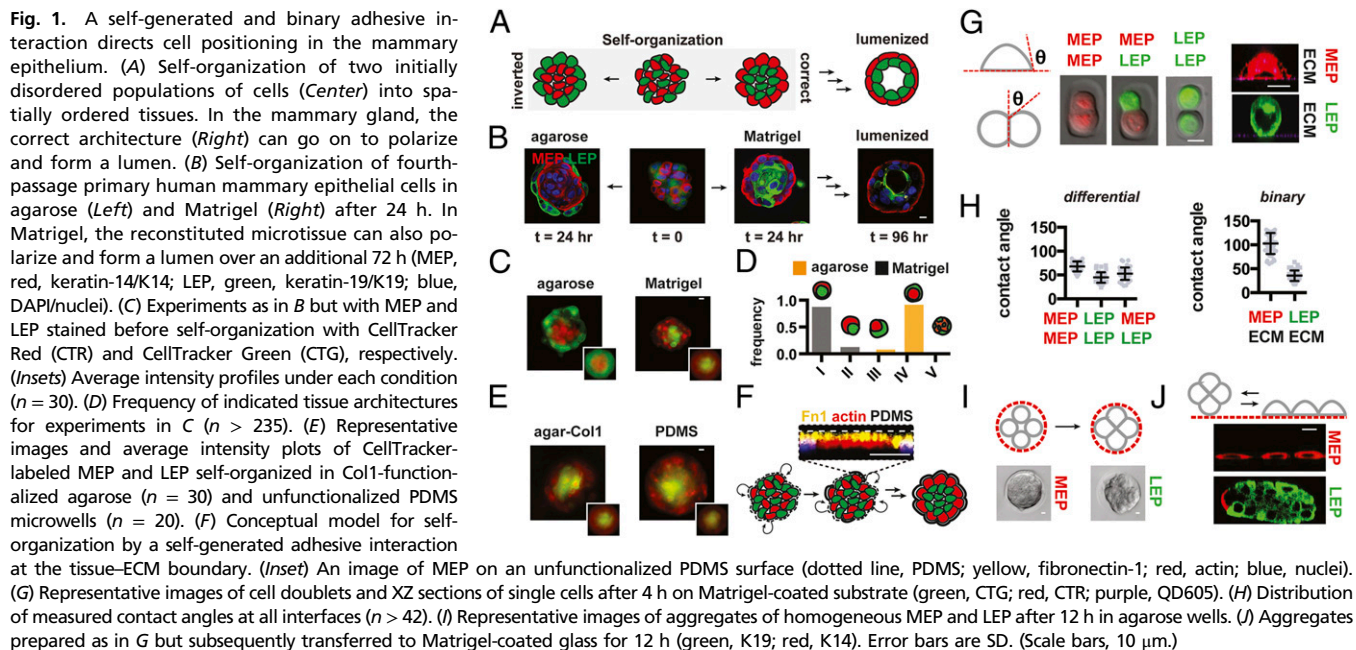 Fig. 1. A self-generated and binary adhesive in-
teraction directs cell positioning in the mammary
epithelium. (A) Self-organization of two initially
disordered populations of cells (Center) into spa-
tially ordered tissues. In the mammary gland, the
correct architecture (Right) can go on to polarize
and form a lumen. (B) Self-organization of fourth-
passage primary human mammary epithelial cells in
agarose (Left) and Matrigel (Right) after 24 h. In
Matrigel, the reconstituted microtissue can also po-
larize and form a lumen over an additional 72 h (MEP,
red, keratin-14/K14; LEP, green, keratin-19/K19; blue,
DAPI/nuclei). (C) Experiments as in B but with MEP and
LEP stained before self-organization with CellTracker
Red (CTR) and CellTracker Green (CTG), respectively.
(Insets) Average intensity profiles under each condition
(n = 30). (D) Frequency of indicated tissue architectures
for experiments in C (n > 235). (E) Representative
images and average intensity plots of CellTracker-
labeled MEP and LEP self-organized in Col1-function-
alized agarose (n = 30) and unfunctionalized PDMS
microwells (n = 20). (F) Conceptual model for self-
organization by a self-generated adhesive interaction
at the tissue–ECM boundary. (Inset) An image of MEP on an unfunctionalized PDMS surface (dotted line, PDMS; yellow, fibronectin-1; red, actin; blue, nuclei).
(G) Representative images of cell doublets and XZ sections of single cells after 4 h on Matrigel-coated substrate (green, CTG; red, CTR; purple, QD605). (H) Distribution
of measured contact angles at all interfaces (n > 42). (I) Representative images of aggregates of homogeneous MEP and LEP after 12 h in agarose wells. (J) Aggregates
prepared as in G but subsequently transferred to Matrigel-coated glass for 12 h (green, K19; red, K14). Error bars are SD. (Scale bars, 10 μm.)
A
Self-organization
lumenized
inverted
correct
B
agarose
Matrigel
lumenized
MEP LEP
t = 24 hr
t = 0
t = 24 hr
t = 96 hr
C
agarose
Matrigel
D
agarose
Matrigel
frequency
1.0
0.5
0.0
I
II
III
IV
V
E
agar-Col1
PDMS
F
Fn1 actin PDMS
G
θ
θ
MEP MEP LEP
MEP LEP LEP
ECM MEP
ECM LEP
H
differential
contact angle
150
100
50
0
MEP LEP MEP
MEP LEP LEP
binary
contact angle
150
100
50
0
MEP LEP
ECM ECM
I
MEP
LEP
J
MEP
LEP